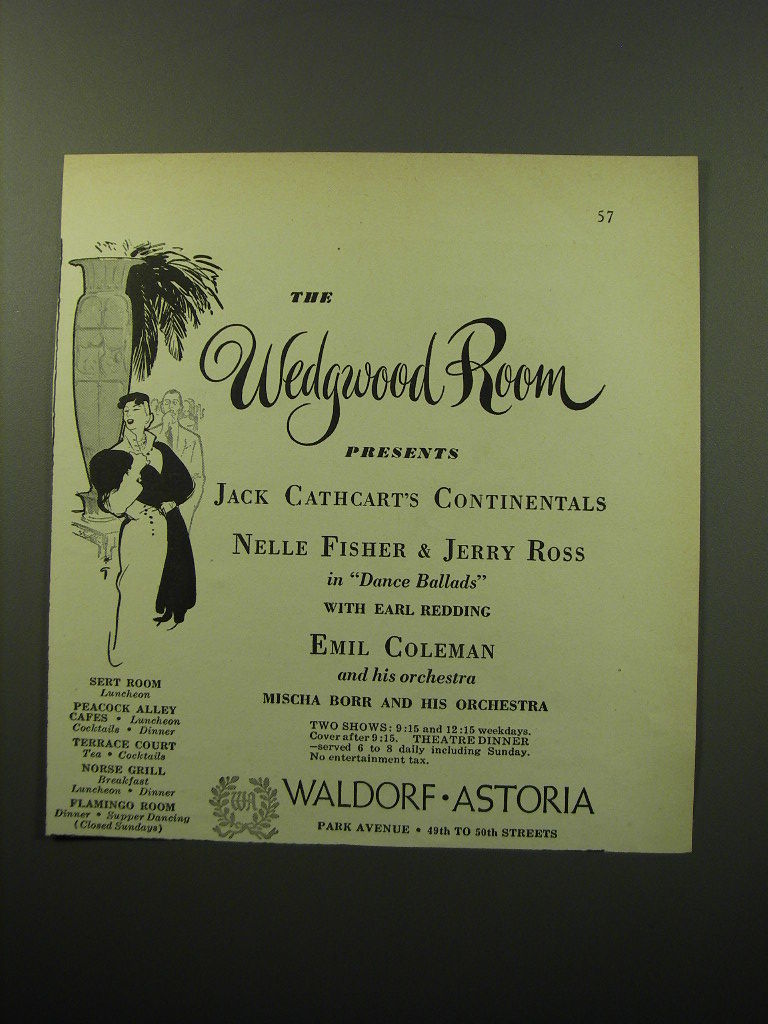 57
THE
Wedgwood Room
PRESENTS
JACK CATHCART'S CONTINENTALS
NELLE FISHER & JERRY ROSS
in "Dance Ballads"
WITH EARL REDDING
EMIL COLEMAN
and his orchestra
MISCHA BORR AND HIS ORCHESTRA
TWO SHOWS: 9:15 and 12:15 weekdays.
Cover after 9:15. THEATRE DINNER
—served 6 to 8 daily including Sunday.
No entertainment tax.
SERT ROOM
Luncheon
PEACOCK ALLEY
CAFES • Luncheon
Cocktails • Dinner
TERRACE COURT
Tea • Cocktails
NORSE GRILL
Breakfast
Luncheon • Dinner
FLAMINGO ROOM
Dinner • Supper Dancing
(Closed Sundays)
WA
WALDORF • ASTORIA
PARK AVENUE • 49th TO 50th STREETS